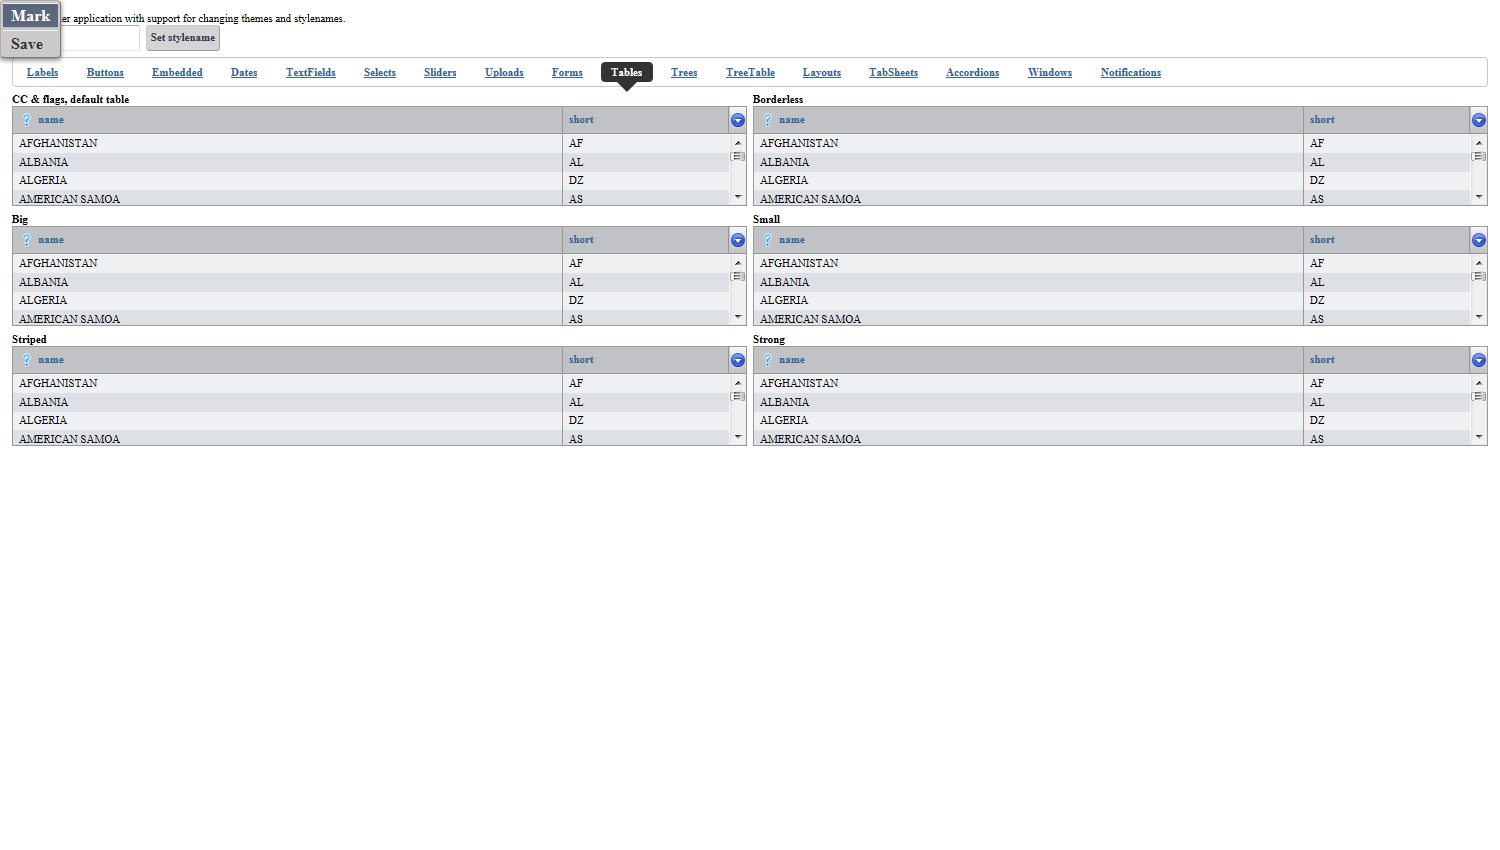 Mark
Save
er application with support for changing themes and stylenames.
Set stylename
Labels Buttons Embedded Dates TextFields Selects Sliders Uploads Forms Tables Trees TreeTable Layouts TabSheets Accordions Windows Notifications
CC & flags, default table
? name short
AFGHANISTAN AF
ALBANIA AL
ALGERIA DZ
AMERICAN SAMOA AS
Borderless
? name short
AFGHANISTAN AF
ALBANIA AL
ALGERIA DZ
AMERICAN SAMOA AS
Big
? name short
AFGHANISTAN AF
ALBANIA AL
ALGERIA DZ
AMERICAN SAMOA AS
Small
? name short
AFGHANISTAN AF
ALBANIA AL
ALGERIA DZ
AMERICAN SAMOA AS
Striped
? name short
AFGHANISTAN AF
ALBANIA AL
ALGERIA DZ
AMERICAN SAMOA AS
Strong
? name short
AFGHANISTAN AF
ALBANIA AL
ALGERIA DZ
AMERICAN SAMOA AS